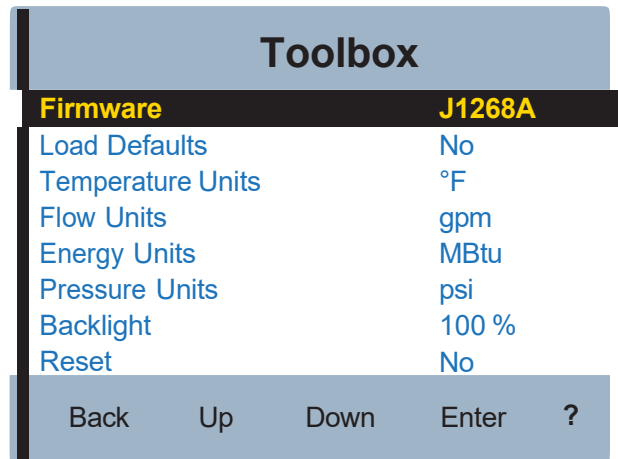 Toolbox
Firmware J1268A
Load Defaults No
Temperature Units °F
Flow Units gpm
Energy Units MBtu
Pressure Units psi
Backlight 100 %
Reset No
Back Up Down Enter ?